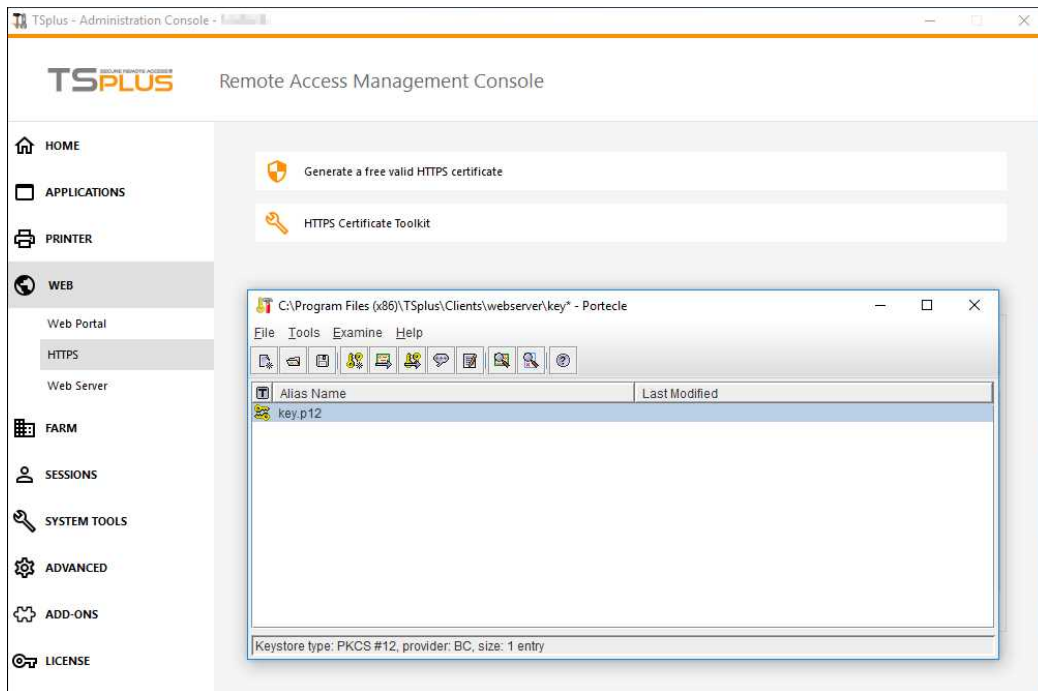 TSplus - Administration Console -
SECURE REMOTE ACCESS
TSPLUS
Remote Access Management Console
HOME
APPLICATIONS
PRINTER
WEB
Web Portal
HTTPS
Web Server
FARM
SESSIONS
SYSTEM TOOLS
ADVANCED
ADD-ONS
LICENSE
Generate a free valid HTTPS certificate
HTTPS Certificate Toolkit
C:\Program Files (x86)\TSplus\Clients\webserver\key* - Portecle
File Tools Examine Help
T Alias Name Last Modified
key.p12
Keystore type: PKCS #12, provider: BC, size: 1 entry